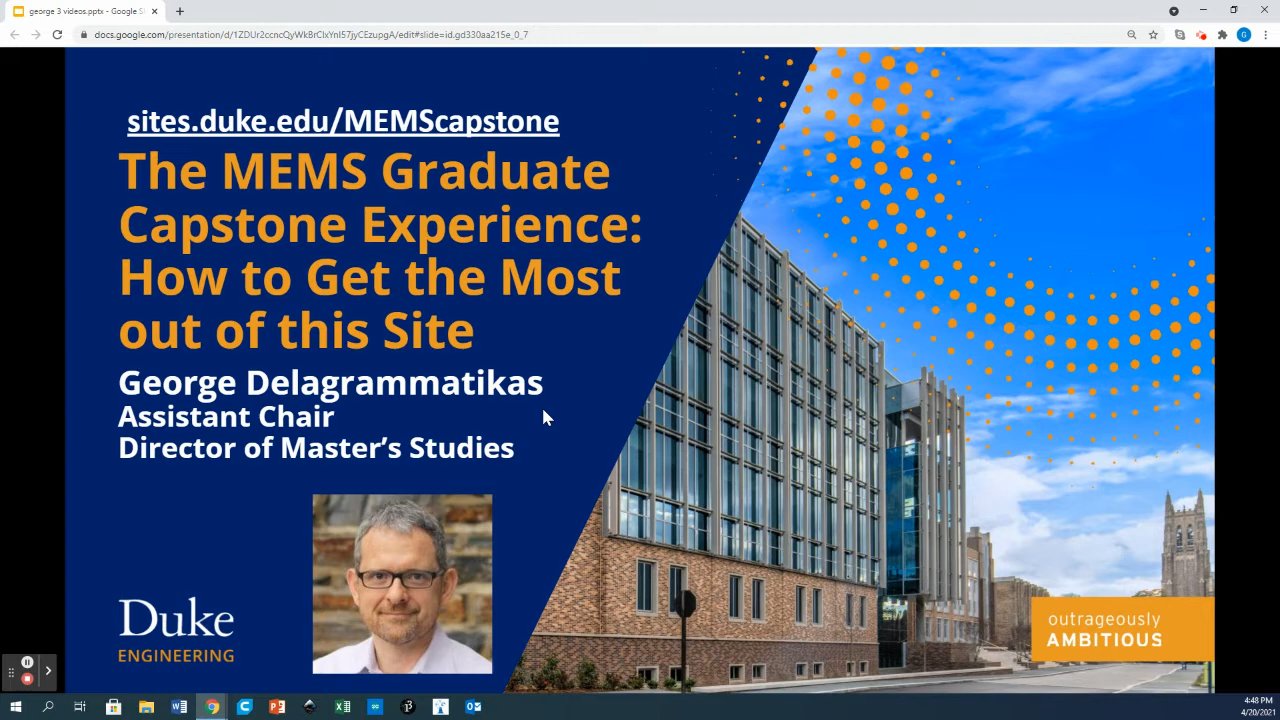 george 3 videos.pptx - Google Sl
docs.google.com/presentation/d/1ZDUr2ccncQyWkBrClxYnI57jyCEzupgA/edit#slide=id.gd330aa215e_0_7
G
sites.duke.edu/MEMScapstone
The MEMS Graduate
Capstone Experience:
How to Get the Most
out of this Site
George Delagrammatikas
Assistant Chair
Director of Master's Studies
Duke
ENGINEERING
outrageously
AMBITIOUS
4:48 PM
4/20/2021